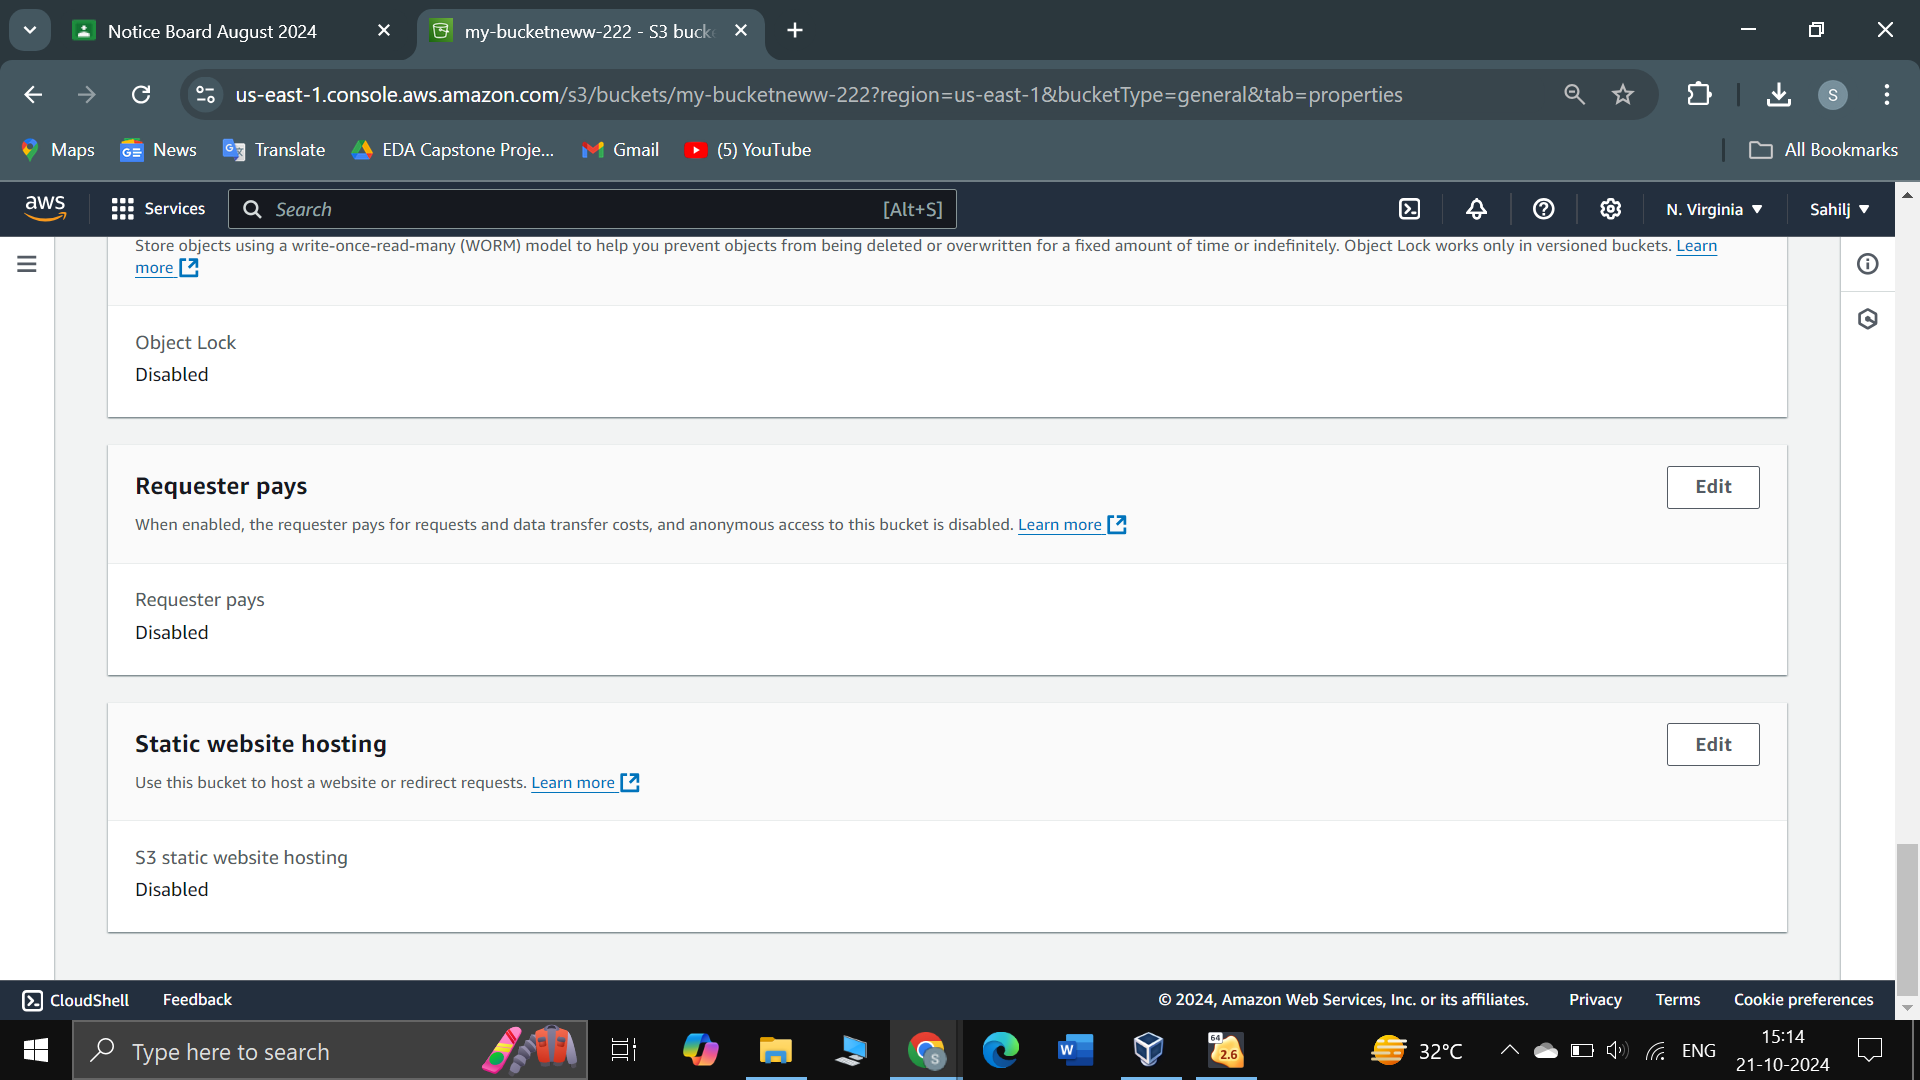 Notice Board August 2024
my-bucketneww-222 - S3 buck
us-east-1.console.aws.amazon.com/s3/buckets/my-bucketneww-222?region=us-east-1&bucketType=general&tab=properties
S
Maps
News
Translate
EDA Capstone Proje...
Gmail
(5) YouTube
All Bookmarks
aws
Services
Search
[Alt+S]
N. Virginia
Sahilj
Store objects using a write-once-read-many (WORM) model to help you prevent objects from being deleted or overwritten for a fixed amount of time or indefinitely. Object Lock works only in versioned buckets. Learn
more
Object Lock
Disabled
Requester pays
Edit
When enabled, the requester pays for requests and data transfer costs, and anonymous access to this bucket is disabled. Learn more
Requester pays
Disabled
Static website hosting
Edit
Use this bucket to host a website or redirect requests. Learn more
S3 static website hosting
Disabled
CloudShell
Feedback
© 2024, Amazon Web Services, Inc. or its affiliates.
Privacy
Terms
Cookie preferences
Type here to search
S
W
64
2.6
32°C
ENG
15:14
21-10-2024